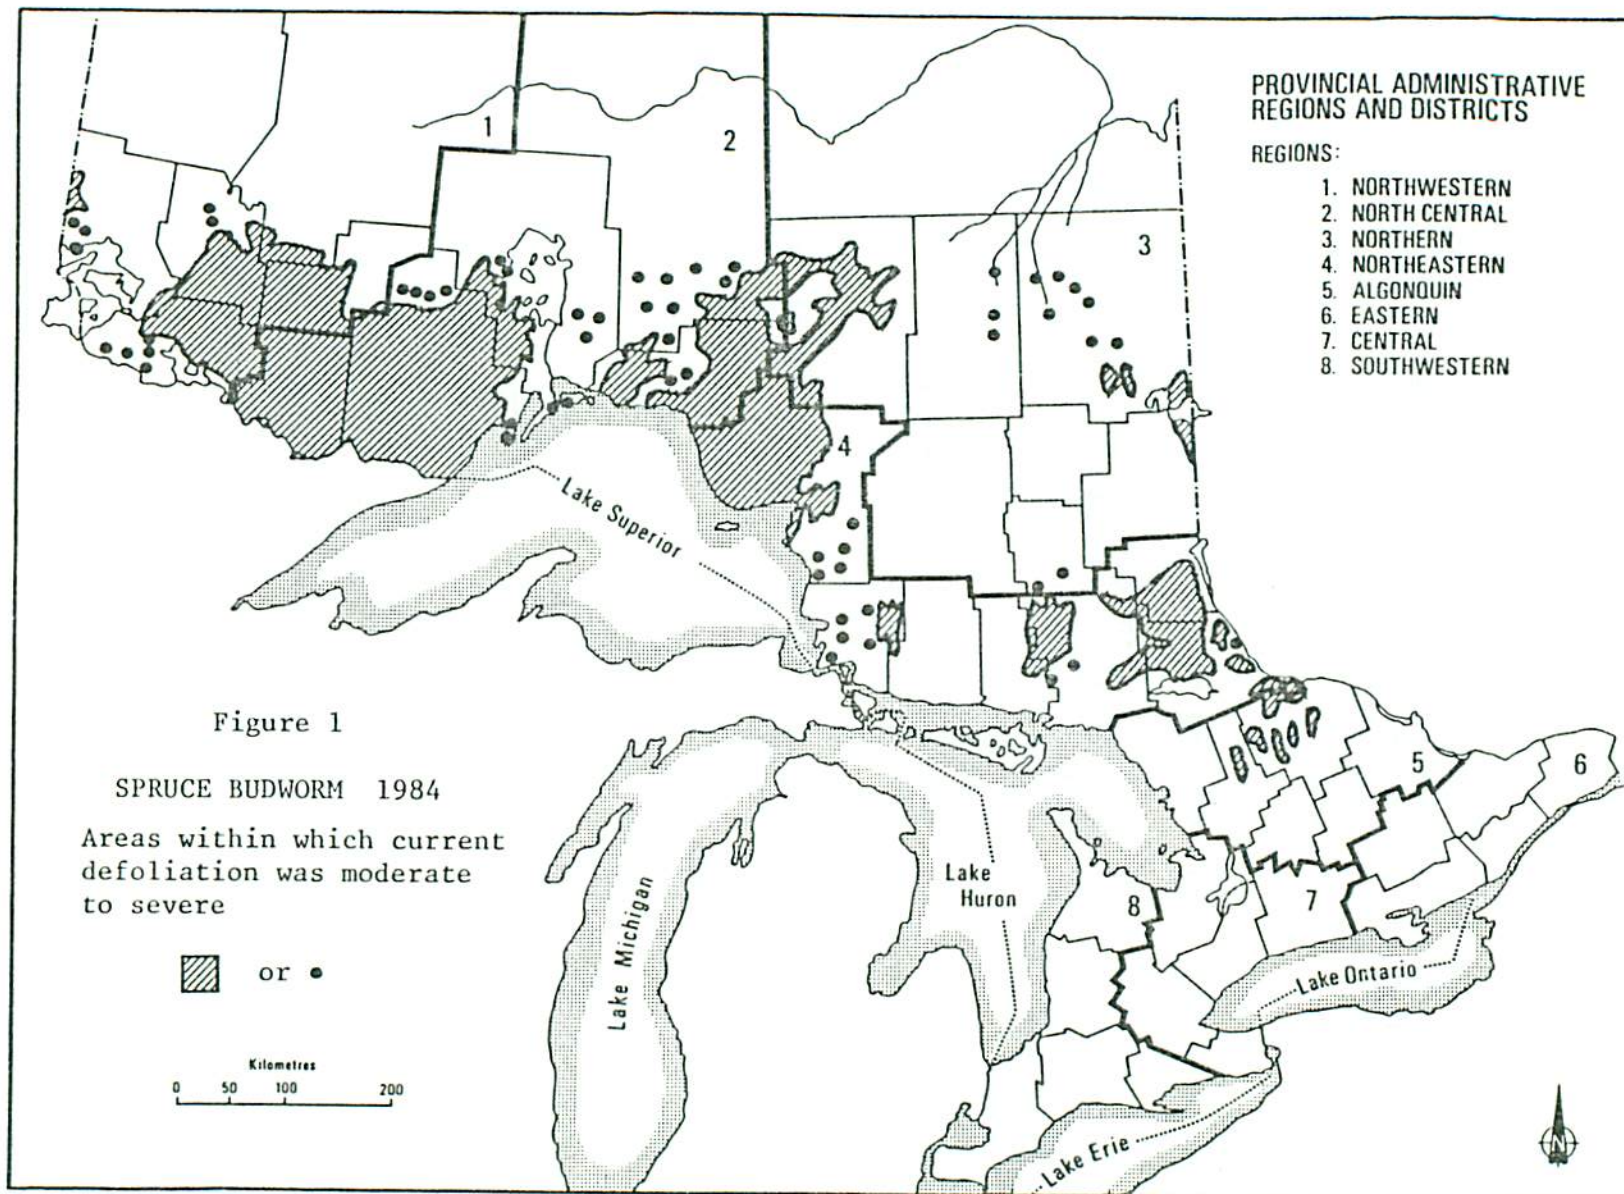 PROVINCIAL ADMINISTRATIVE
REGIONS AND DISTRICTS
REGIONS:
1. NORTHWESTERN
2. NORTH CENTRAL
3. NORTHERN
4. NORTHEASTERN
5. ALGONQUIN
6. EASTERN
7. CENTRAL
8. SOUTHWESTERN
1
2
3
4
Lake Superior
Figure 1
SPRUCE BUDWORM 1984
Areas within which current
defoliation was moderate
to severe
or
Kilometres
0 50 100 200
Lake Michigan
Lake
Huron
5
6
7
8
Lake Ontario
Lake Erie
N